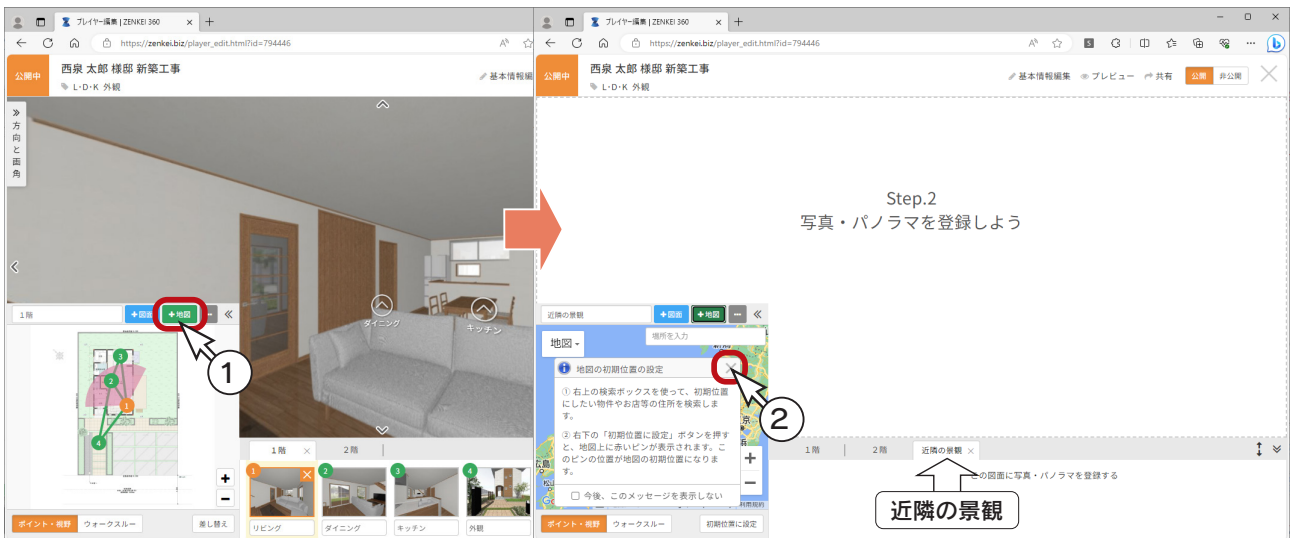 プレイヤー編集 | ZENKEI 360
https://zenkei.biz/player_edit.html?id=794446
公開中
西泉 太郎 様邸 新築工事
L・D・K 外観
基本情報編
方向と画角
ダイニング
キッチン
1階
+図面
+地図
1
3
2
1
4
1階
2階
1
2
3
4
リビング
ダイニング
キッチン
外観
ポイント・視野
ウォークスルー
差し替え
プレイヤー編集 | ZENKEI 360
https://zenkei.biz/player_edit.html?id=794446
公開中
西泉 太郎 様邸 新築工事
L・D・K 外観
基本情報編集
プレビュー
共有
公開
非公開
Step.2
写真・パノラマを登録しよう
近隣の景観
+図面
+地図
地図
場所を入力
地図の初期位置の設定
① 右上の検索ボックスを使って、初期位置
にしたい物件やお店等の住所を検索しま
す。
② 右下の「初期位置に設定」ボタンを押す
と、地図上に赤いピンが表示されます。こ
のピンの位置が地図の初期位置になりま
す。
今後、このメッセージを表示しない
2
広島
利用規約
ポイント・視野
ウォークスルー
初期位置に設定
1階
2階
近隣の景観
この図面に写真・パノラマを登録する
近隣の景観